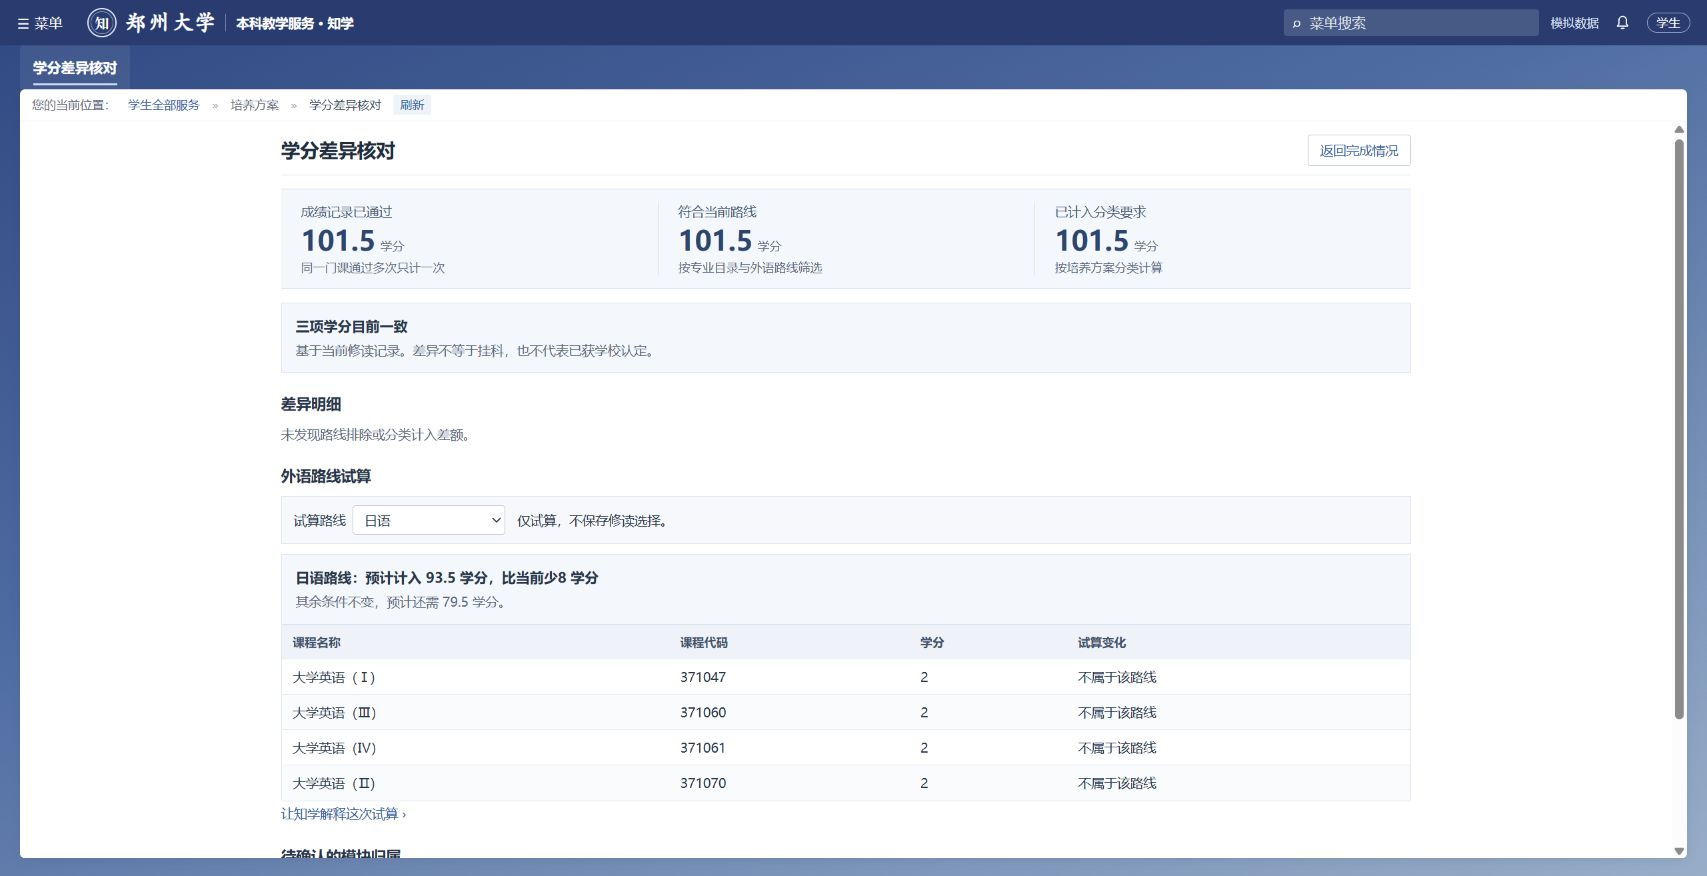 ☰ 菜单
知 郑州大学 本科教学服务·知学
菜单搜索
模拟数据
学生
学分差异核对
您的当前位置： 学生全部服务 » 培养方案 » 学分差异核对 刷新
学分差异核对
返回完成情况
成绩记录已通过
101.5 学分
同一门课通过多次只计一次
符合当前路线
101.5 学分
按专业目录与外语路线筛选
已计入分类要求
101.5 学分
按培养方案分类计算
三项学分目前一致
基于当前修读记录。差异不等于挂科，也不代表已获学校认定。
差异明细
未发现路线排除或分类计入差额。
外语路线试算
试算路线 日语 仅试算，不保存修读选择。
日语路线：预计计入 93.5 学分，比当前少8 学分
其余条件不变，预计还需 79.5 学分。
课程名称 课程代码 学分 试算变化
大学英语（Ⅰ） 371047 2 不属于该路线
大学英语（Ⅲ） 371060 2 不属于该路线
大学英语（Ⅳ） 371061 2 不属于该路线
大学英语（Ⅱ） 371070 2 不属于该路线
让知学解释这次试算 ›
待确认的模块归属